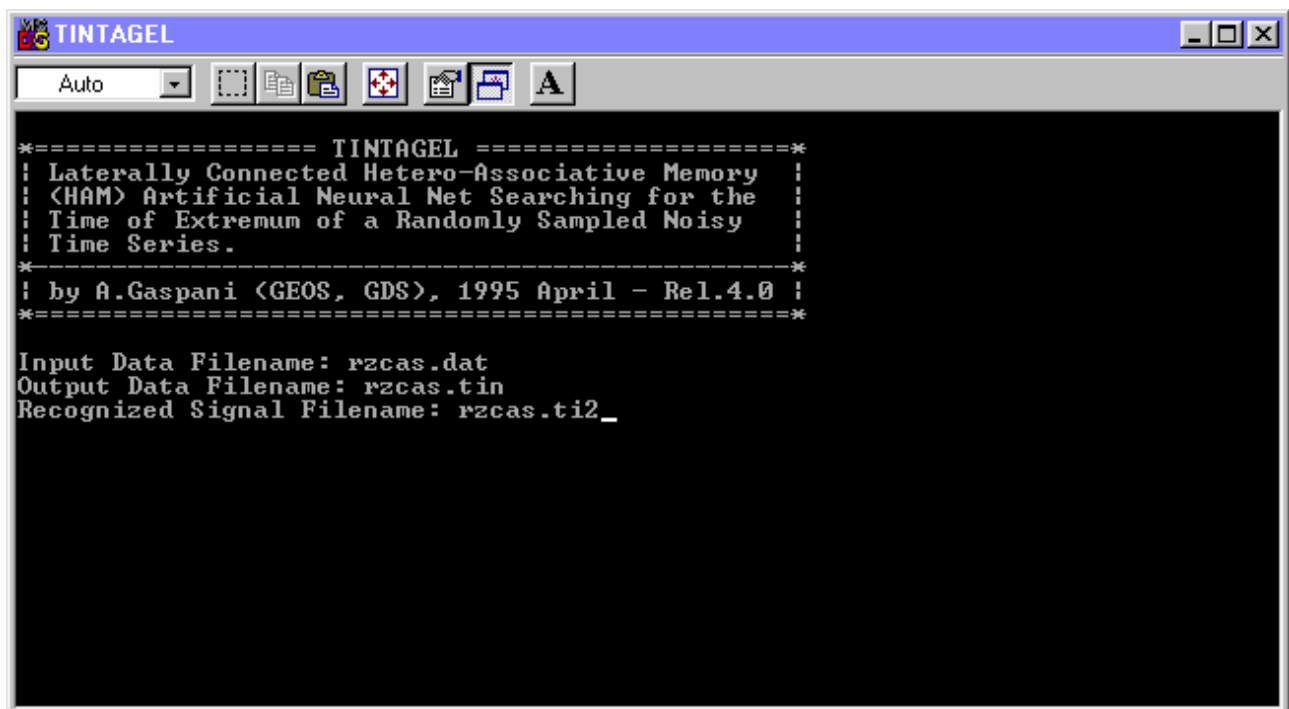 TINTAGEL
Auto
A
*================== TINTAGEL ====================*
¦ Laterally Connected Hetero-Associative Memory ¦
¦ (HAM) Artificial Neural Net Searching for the ¦
¦ Time of Extremum of a Randomly Sampled Noisy ¦
¦ Time Series. ¦
*------------------------------------------------*
¦ by A.Gaspani (GEOS, GDS), 1995 April - Rel.4.0 ¦
*================================================*
Input Data Filename: rzcas.dat
Output Data Filename: rzcas.tin
Recognized Signal Filename: rzcas.ti2_